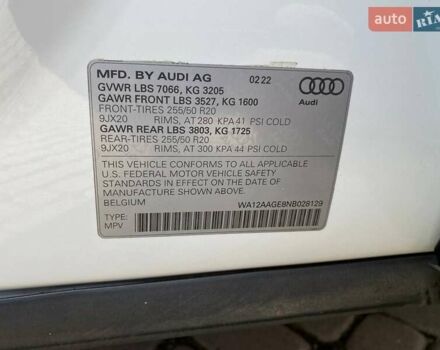 auto.RIA
MFD. BY AUDI AG 02 22
GVWR LBS 7066, KG 3205
GAWR FRONT LBS 3527, KG 1600
FRONT-TIRES 255/50 R20
9JX20 RIMS, AT 280 KPA 41 PSI COLD
GAWR REAR LBS 3803, KG 1725
REAR-TIRES 255/50 R20
9JX20 RIMS, AT 300 KPA 44 PSI COLD
Audi
THIS VEHICLE CONFORMS TO ALL APPLICABLE
U.S. FEDERAL MOTOR VEHICLE SAFETY
STANDARDS IN EFFECT ON THE DATE OF
MANUFACTURE SHOWN ABOVE.
BELGIUM WA12AAGE8NB028129
TYPE:
MPV